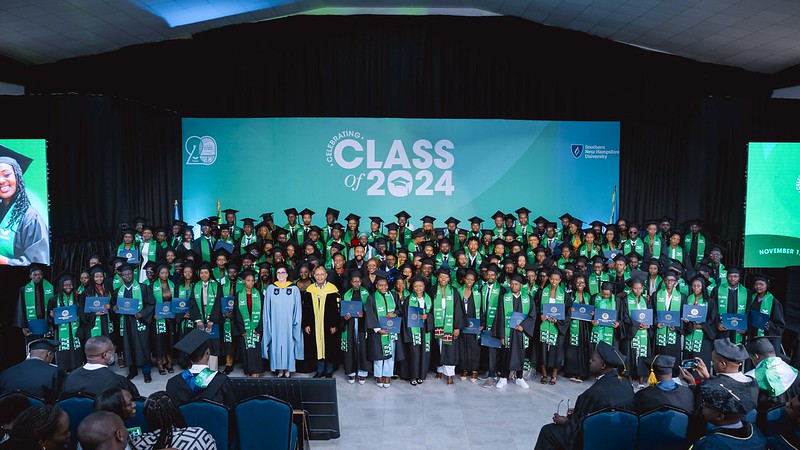 CELEBRATING
CLASS
of 2024
20
Southern
New Hampshire
University
NOVEMBER 1